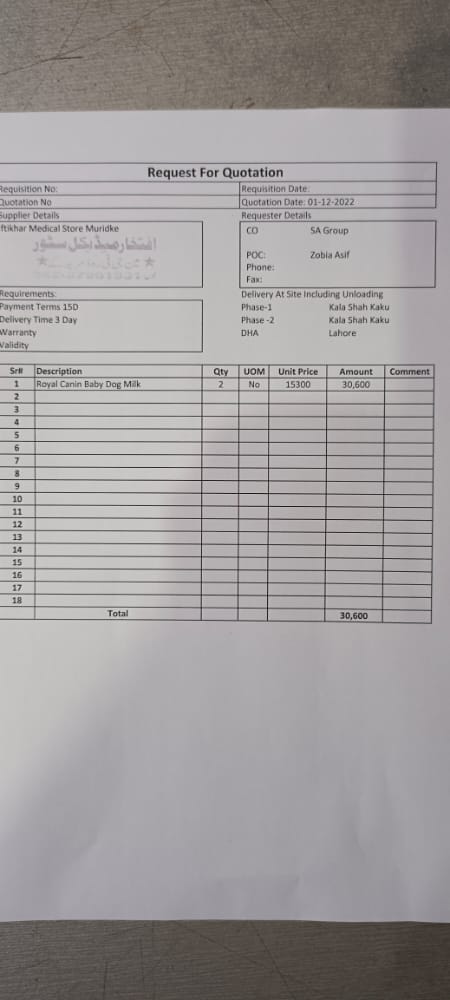 Request For Quotation
Requisition No: Requisition Date:
Quotation No Quotation Date: 01-12-2022
Supplier Details Requester Details
ftikhar Medical Store Muridke
افتخار میڈیکل سٹور
CO SA Group
POC: Zobia Asif
Phone:
Fax:
Requirements: Delivery At Site Including Unloading
Payment Terms 15D Phase-1 Kala Shah Kaku
Delivery Time 3 Day Phase -2 Kala Shah Kaku
Warranty DHA Lahore
Validity
Sr# Description Qty UOM Unit Price Amount Comment
1 Royal Canin Baby Dog Milk 2 No 15300 30,600
2
3
4
5
6
7
8
9
10
11
12
13
14
15
16
17
18
Total 30,600